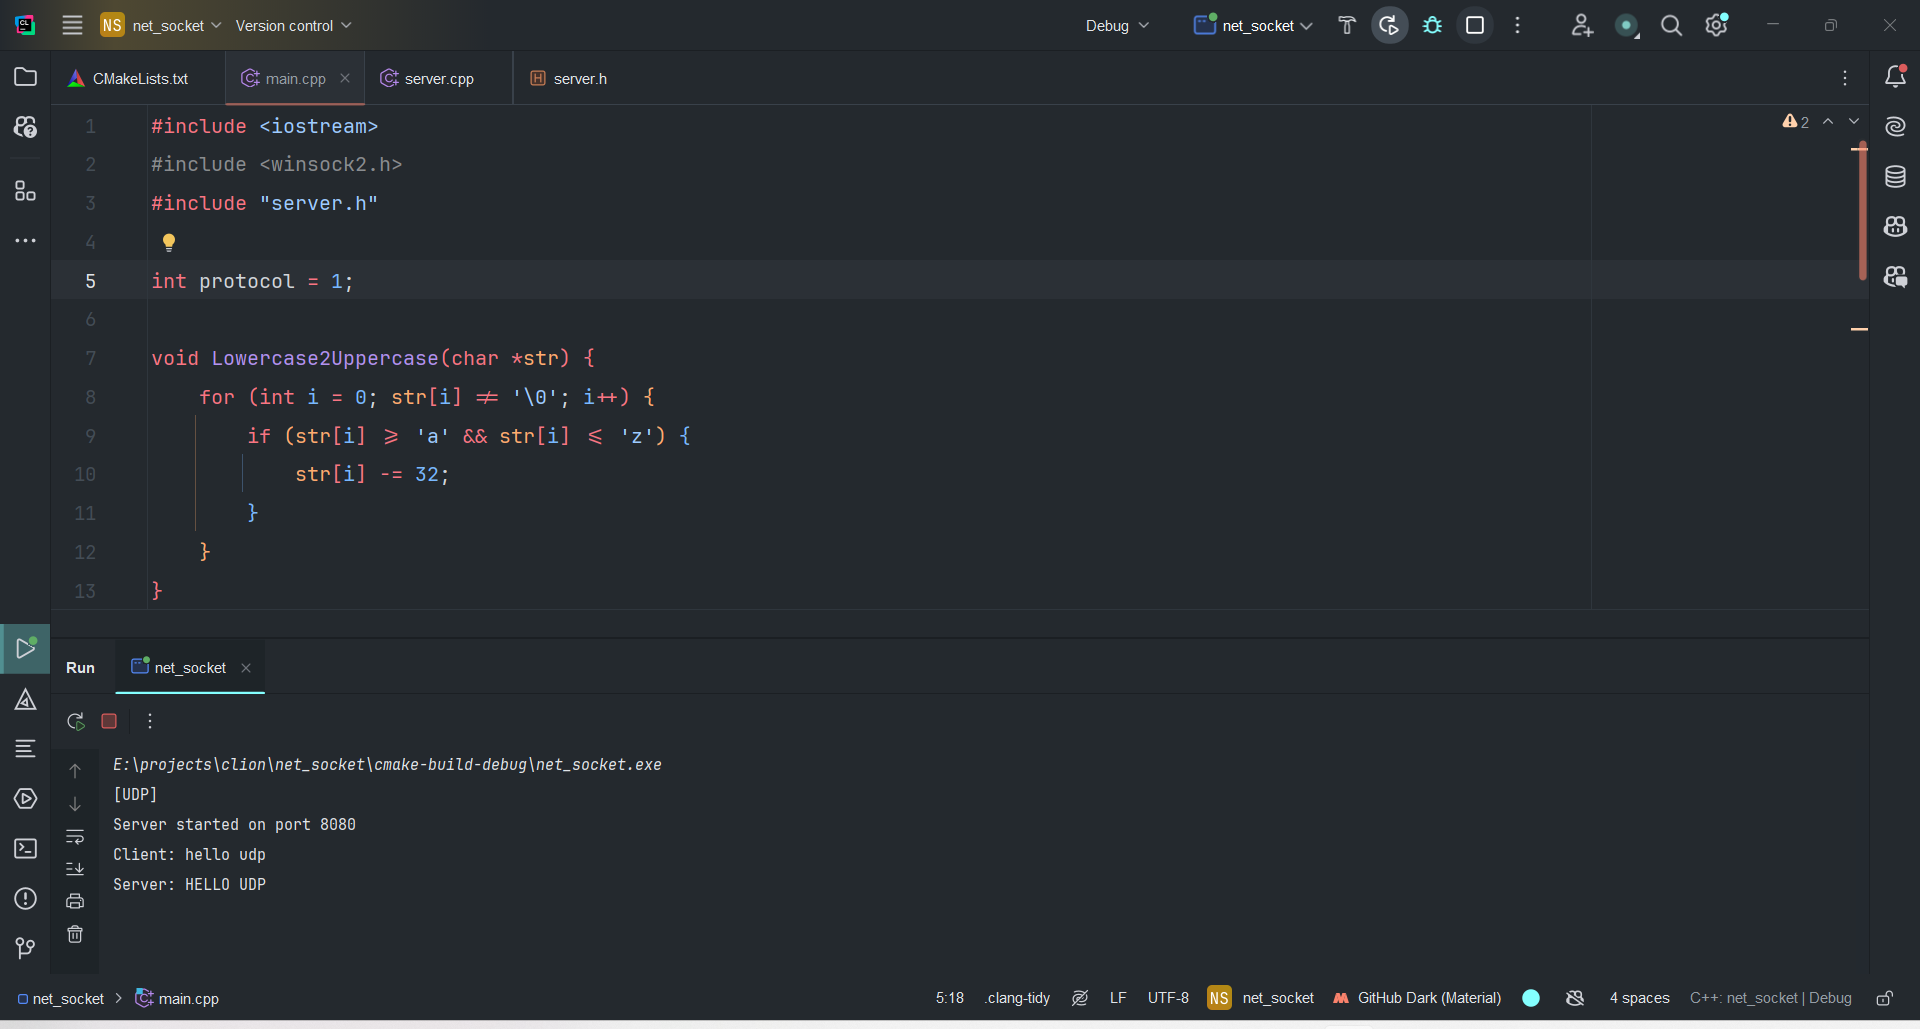 NS net_socket Version control Debug net_socket
CMakeLists.txt main.cpp server.cpp server.h
1 #include <iostream>
2 #include <winsock2.h>
3 #include "server.h"
4
5 int protocol = 1;
6
7 void Lowercase2Uppercase(char *str) {
8 for (int i = 0; str[i] != '\0'; i++) {
9 if (str[i] >= 'a' && str[i] <= 'z') {
10 str[i] -= 32;
11 }
12 }
13 }
2
Run net_socket
E:\projects\clion\net_socket\cmake-build-debug\net_socket.exe
[UDP]
Server started on port 8080
Client: hello udp
Server: HELLO UDP
net_socket main.cpp 5:18 .clang-tidy LF UTF-8 NS net_socket GitHub Dark (Material) 4 spaces C++: net_socket | Debug